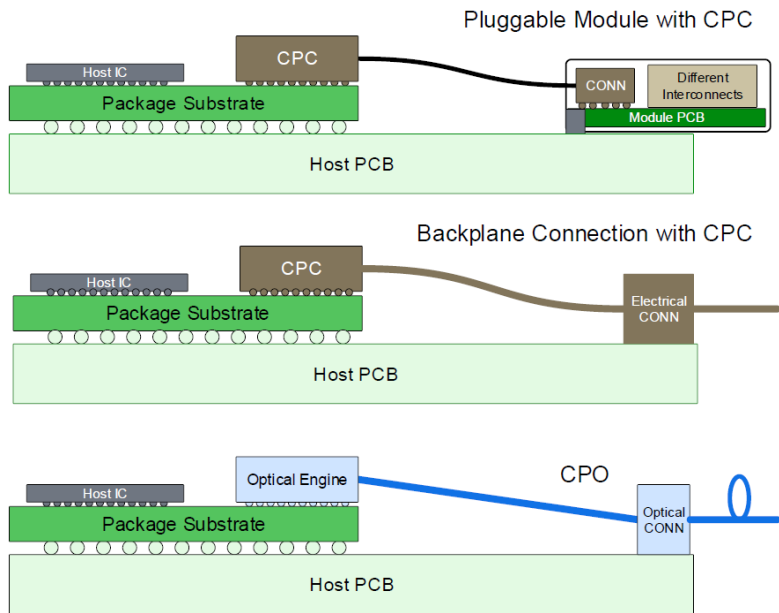 Pluggable Module with CPC
CPC
Host IC
Package Substrate
Host PCB
CONN
Different
Interconnects
Module PCB
Backplane Connection with CPC
CPC
Host IC
Package Substrate
Host PCB
Electrical
CONN
CPO
Optical Engine
Host IC
Package Substrate
Host PCB
Optical
CONN